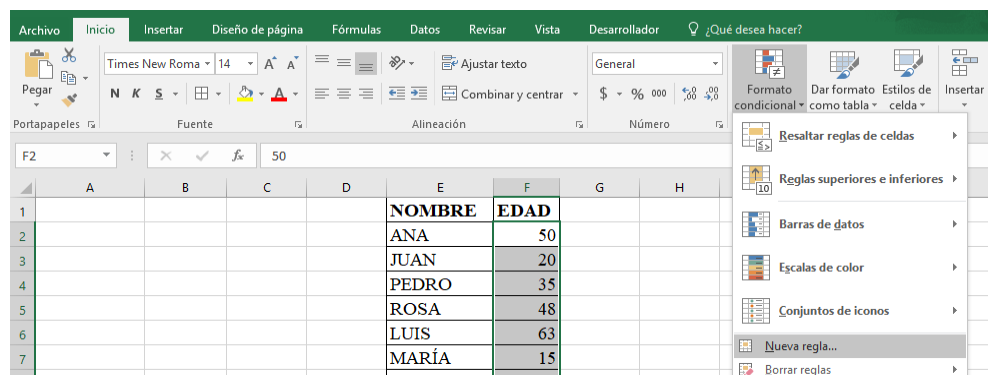 Archivo Inicio Insertar Diseño de página Fórmulas Datos Revisar Vista Desarrollador ¿Qué desea hacer?
Times New Roma 14 A A Ajustar texto General
Pegar N K S A Combinar y centrar $ % 000 Formato condicional Dar formato como tabla Estilos de celda Insertar
Portapapeles Fuente Alineación Número
F2 fx 50
A B C D E F G H
1 NOMBRE EDAD
2 ANA 50
3 JUAN 20
4 PEDRO 35
5 ROSA 48
6 LUIS 63
7 MARÍA 15
Resaltar reglas de celdas
10 Reglas superiores e inferiores
Barras de datos
Escalas de color
Conjuntos de iconos
Nueva regla...
Borrar reglas